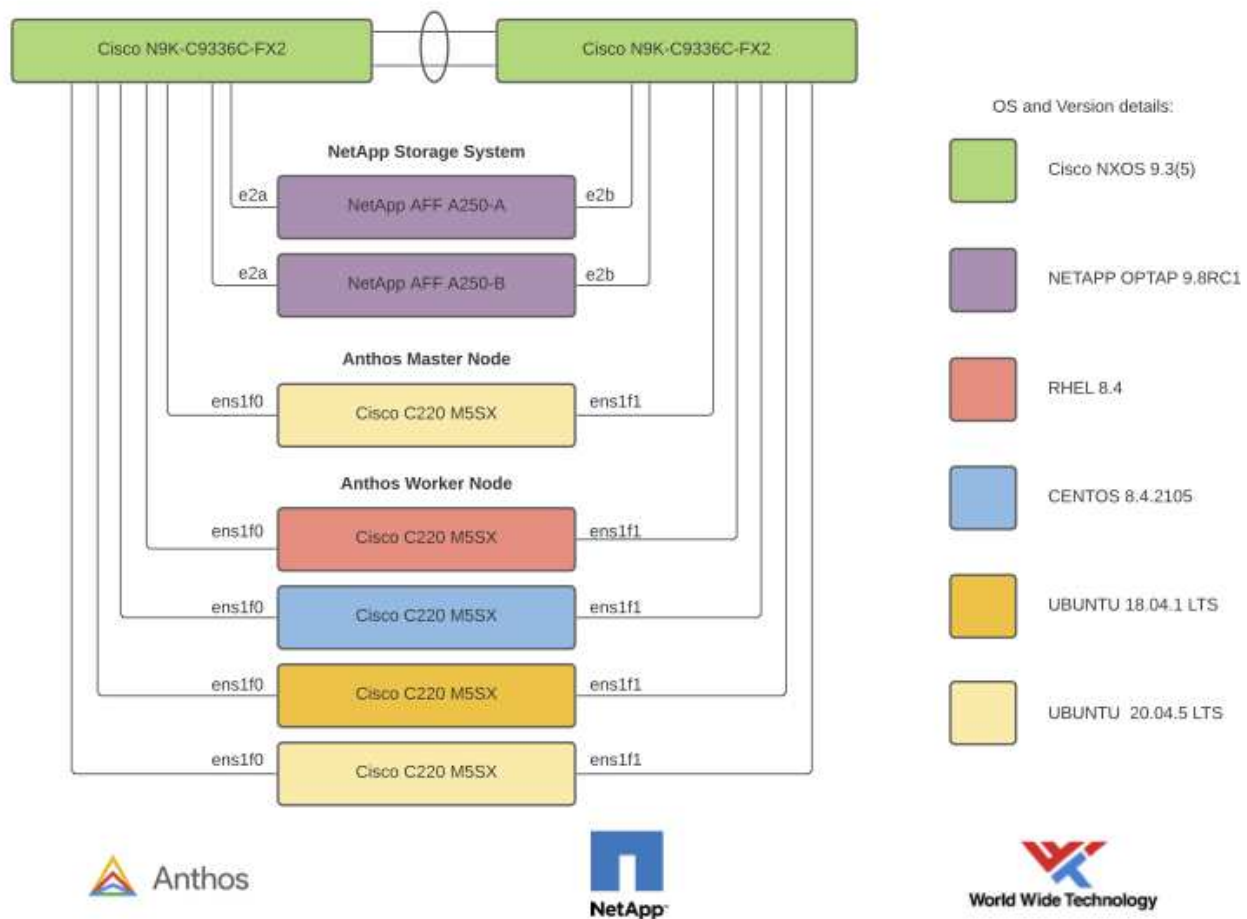 Cisco N9K-C9336C-FX2
Cisco N9K-C9336C-FX2
NetApp Storage System
e2a
NetApp AFF A250-A
e2b
e2a
NetApp AFF A250-B
e2b
Anthos Master Node
ens1f0
Cisco C220 M5SX
ens1f1
Anthos Worker Node
ens1f0
Cisco C220 M5SX
ens1f1
ens1f0
Cisco C220 M5SX
ens1f1
ens1f0
Cisco C220 M5SX
ens1f1
ens1f0
Cisco C220 M5SX
ens1f1
OS and Version details:
Cisco NXOS 9.3(5)
NETAPP OPTAP 9.8RC1
RHEL 8.4
CENTOS 8.4.2105
UBUNTU 18.04.1 LTS
UBUNTU 20.04.5 LTS
Anthos
NetApp™
World Wide Technology